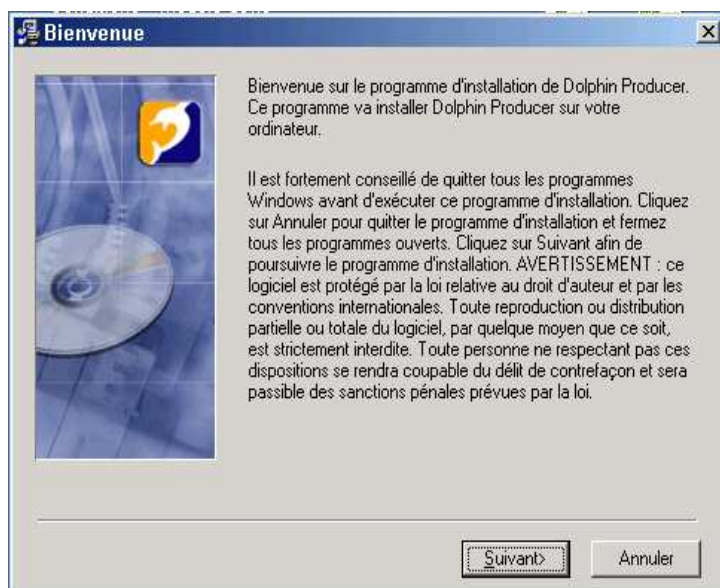 Bienvenue
Bienvenue sur le programme d'installation de Dolphin Producer.
Ce programme va installer Dolphin Producer sur votre
ordinateur.
Il est fortement conseillé de quitter tous les programmes
Windows avant d'exécuter ce programme d'installation. Cliquez
sur Annuler pour quitter le programme d'installation et fermez
tous les programmes ouverts. Cliquez sur Suivant afin de
poursuivre le programme d'installation. AVERTISSEMENT : ce
logiciel est protégé par la loi relative au droit d'auteur et par les
conventions internationales. Toute reproduction ou distribution
partielle ou totale du logiciel, par quelque moyen que ce soit,
est strictement interdite. Toute personne ne respectant pas ces
dispositions se rendra coupable du délit de contrefaçon et sera
passible des sanctions pénales prévues par la loi.
Suivant>
Annuler